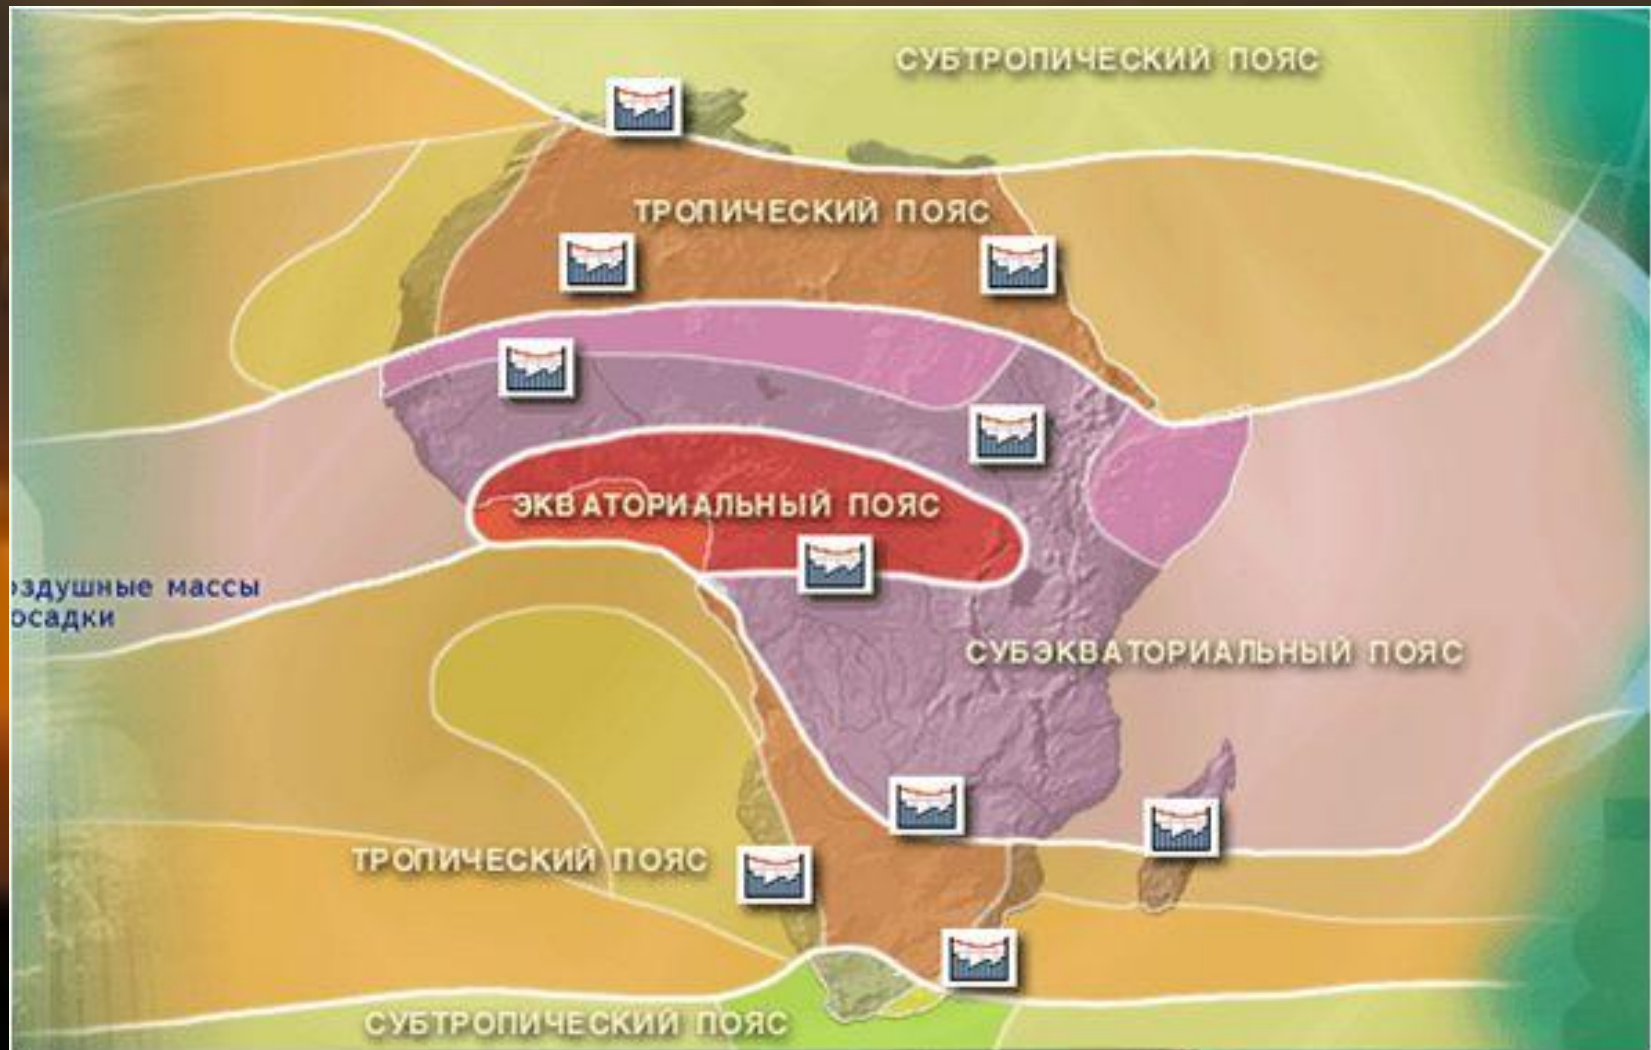 СУБТРОПИЧЕСКИЙ ПОЯС
ТРОПИЧЕСКИЙ ПОЯС
ЭКВАТОРИАЛЬНЫЙ ПОЯС
оздушные массы
осадки
СУБЭКВАТОРИАЛЬНЫЙ ПОЯС
ТРОПИЧЕСКИЙ ПОЯС
СУБТРОПИЧЕСКИЙ ПОЯС